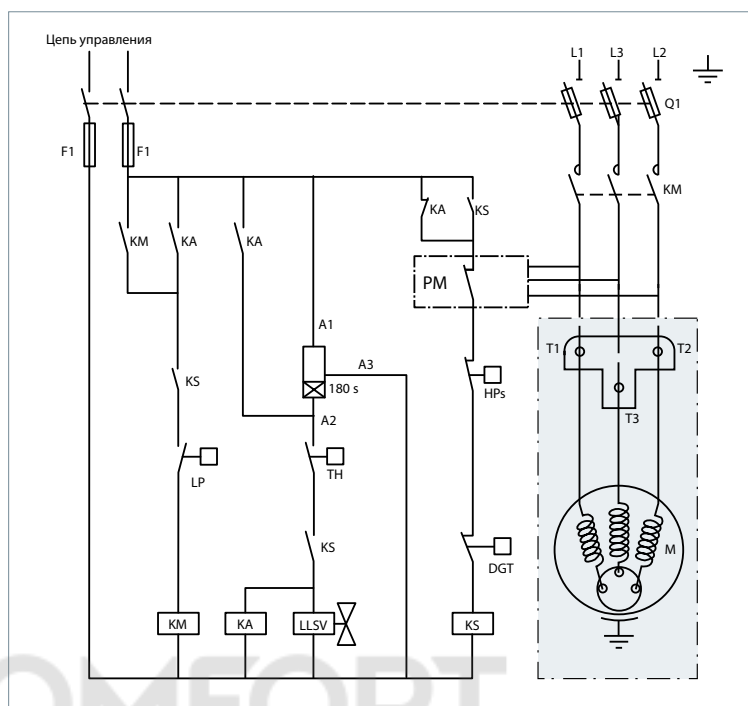 Цепь управления
L1 L3 L2
Q1
F1 F1
KM
KA KS
KM KA KA
PM
A1
T1 T2
A3
180 s
KS
HPs
A2
T3
LP TH
KS
M
DGT
KM KA LLSV KS
COMFORT